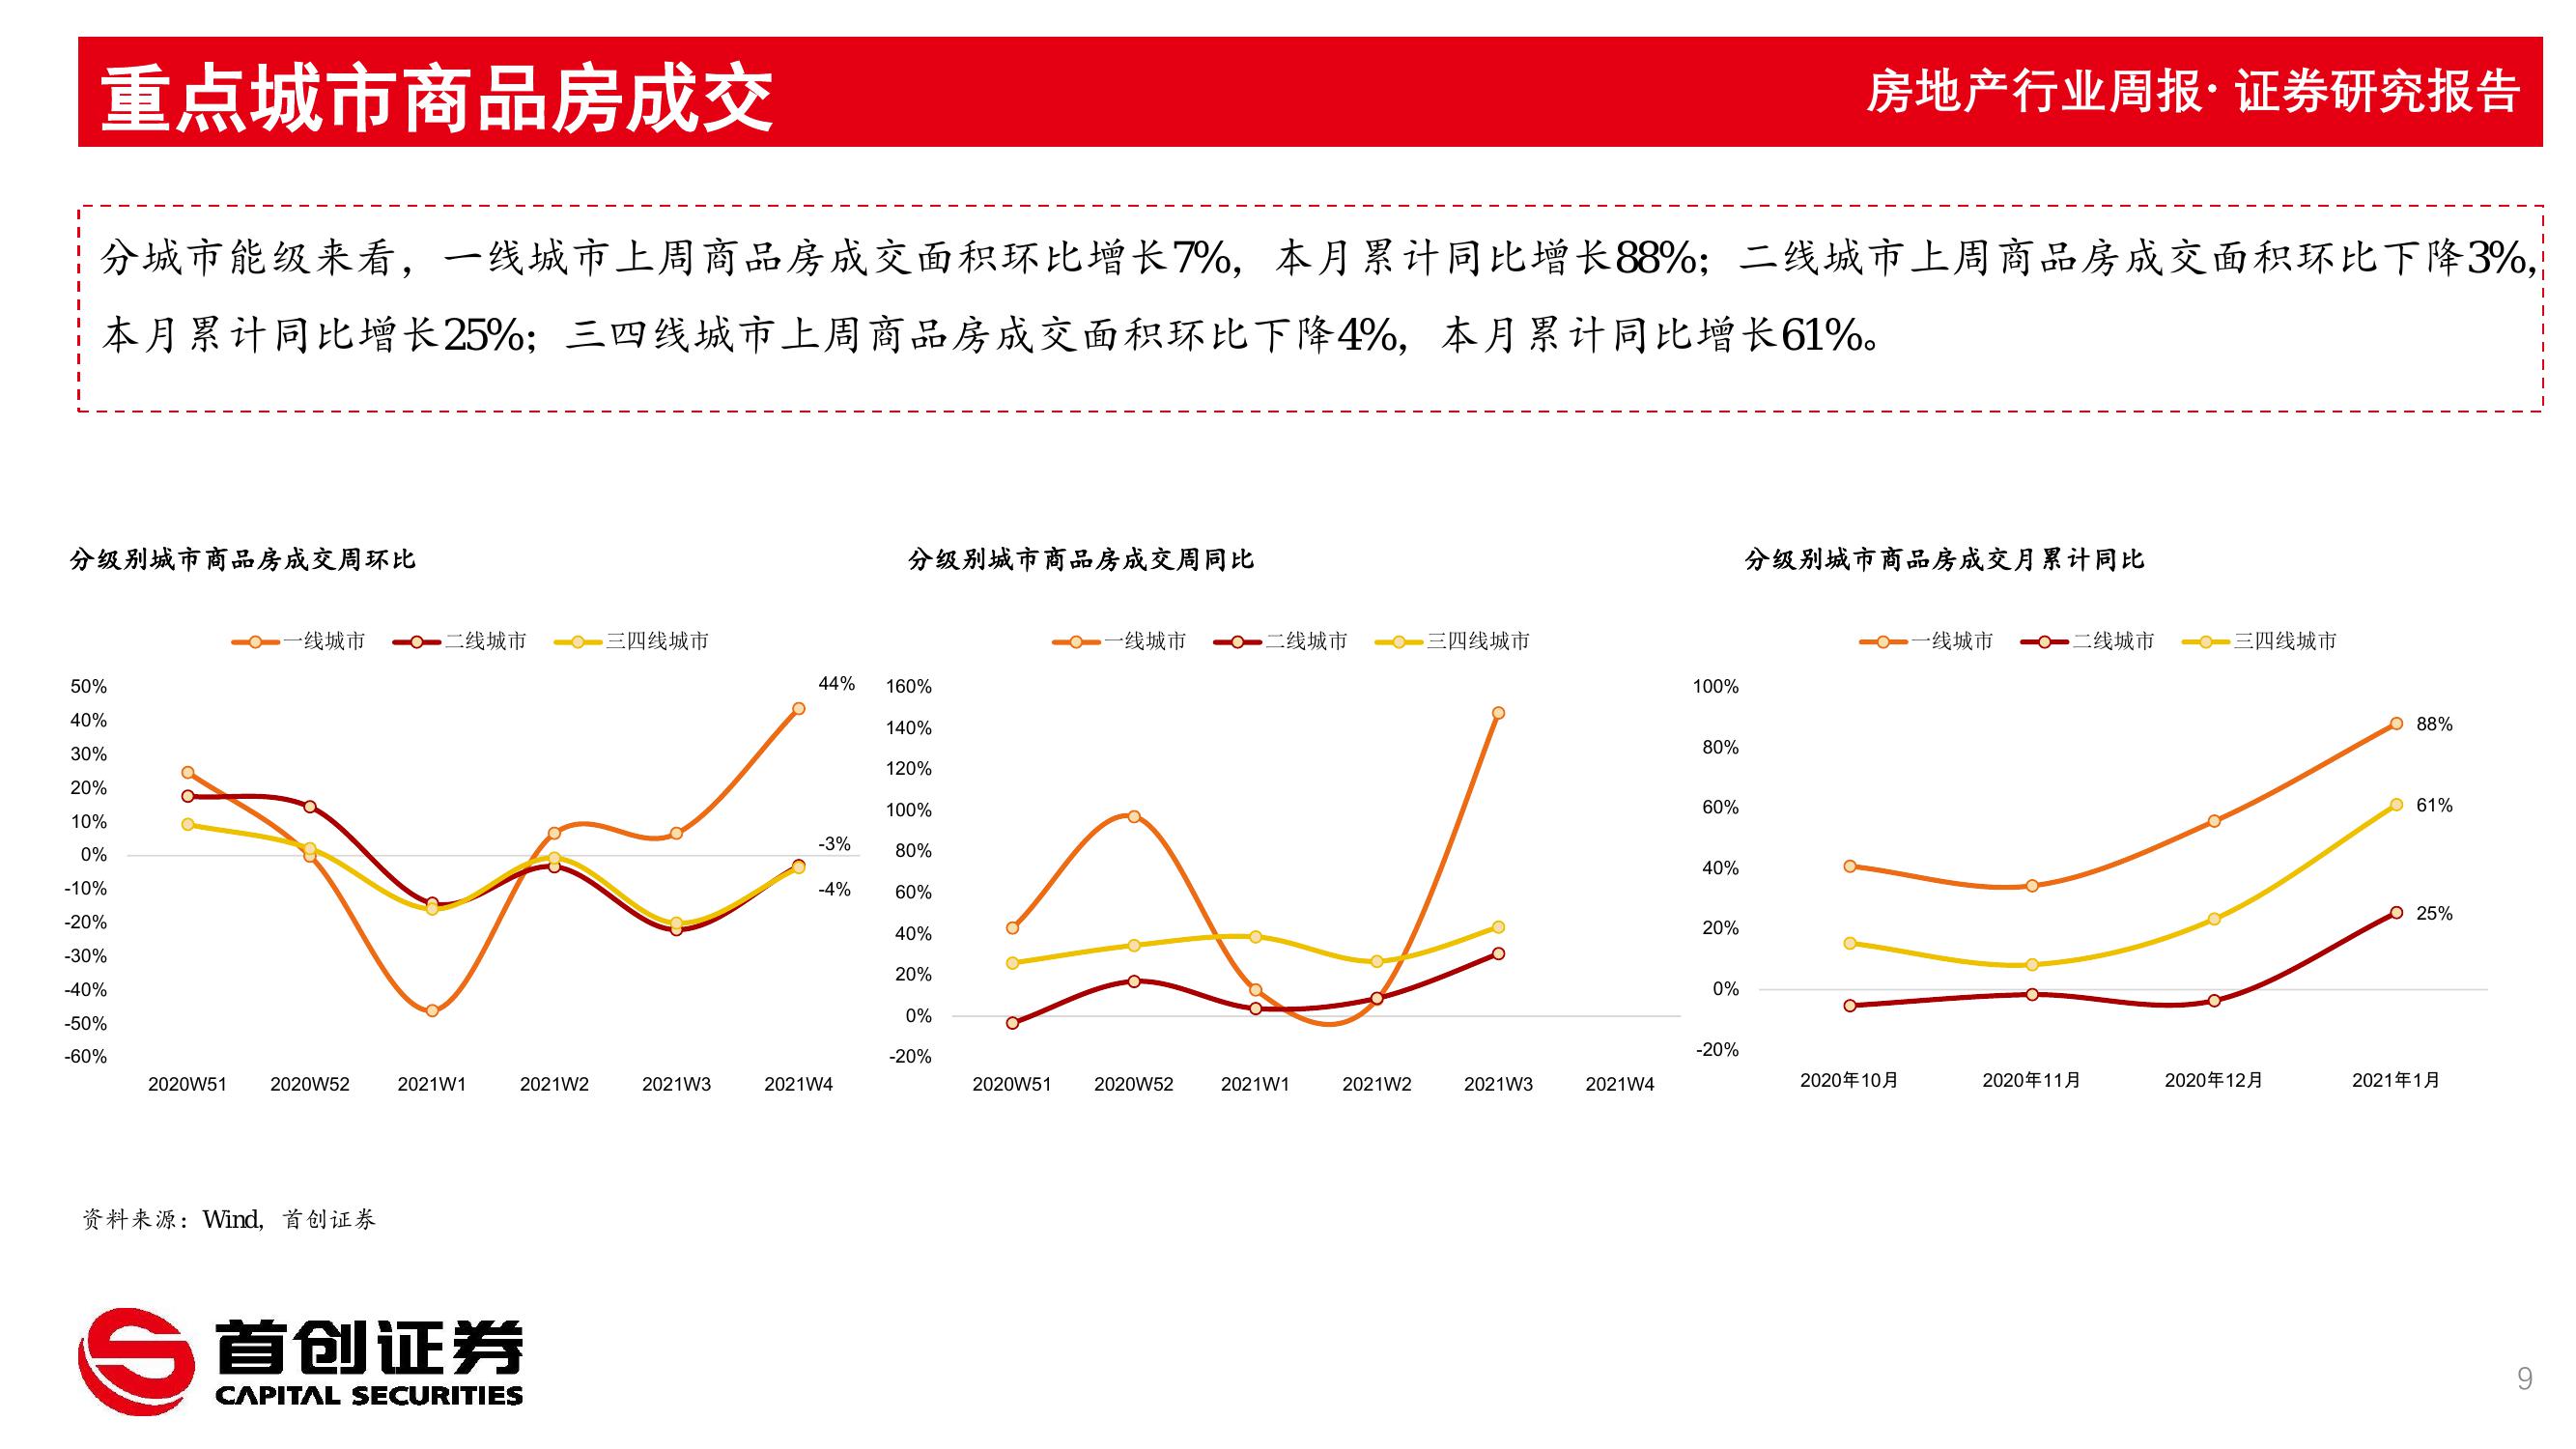 重点城市商品房成交
房地产行业周报· 证券研究报告
分城市能级来看，一线城市上周商品房成交面积环比增长7%，本月累计同比增长88%；二线城市上周商品房成交面积环比下降3%，
本月累计同比增长25%；三四线城市上周商品房成交面积环比下降4%，本月累计同比增长61%。
分级别城市商品房成交周环比
一线城市 二线城市 三四线城市
50%
40%
30%
20%
10%
0%
-10%
-20%
-30%
-40%
-50%
-60%
44%
-3%
-4%
2020W51 2020W52 2021W1 2021W2 2021W3 2021W4
分级别城市商品房成交周同比
一线城市 二线城市 三四线城市
160%
140%
120%
100%
80%
60%
40%
20%
0%
-20%
2020W51 2020W52 2021W1 2021W2 2021W3 2021W4
分级别城市商品房成交月累计同比
一线城市 二线城市 三四线城市
100%
80%
60%
40%
20%
0%
-20%
88%
61%
25%
2020年10月 2020年11月 2020年12月 2021年1月
资料来源：Wind，首创证券
首创证券
CAPITAL SECURITIES
9